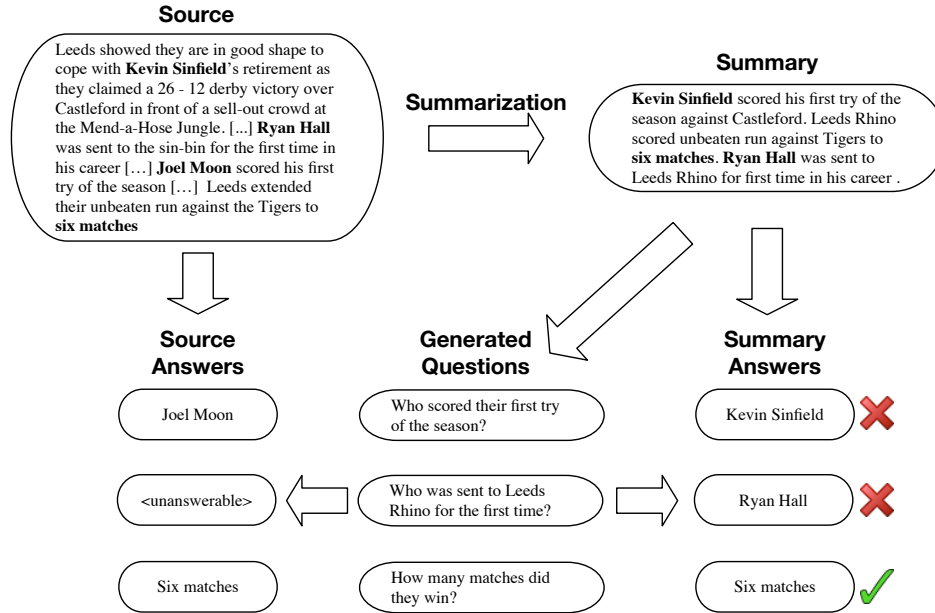 Source
Leeds showed they are in good shape to
cope with Kevin Sinfield's retirement as
they claimed a 26 - 12 derby victory over
Castleford in front of a sell-out crowd at
the Mend-a-Hose Jungle. [...] Ryan Hall
was sent to the sin-bin for the first time in
his career […] Joel Moon scored his first
try of the season […]  Leeds extended
their unbeaten run against the Tigers to
six matches
Summarization
Summary
Kevin Sinfield scored his first try of the
season against Castleford. Leeds Rhino
scored unbeaten run against Tigers to
six matches. Ryan Hall was sent to
Leeds Rhino for first time in his career .
Source
Answers
Generated
Questions
Summary
Answers
Joel Moon
Who scored their first try
of the season?
Kevin Sinfield
<unanswerable>
Who was sent to Leeds
Rhino for the first time?
Ryan Hall
Six matches
How many matches did
they win?
Six matches